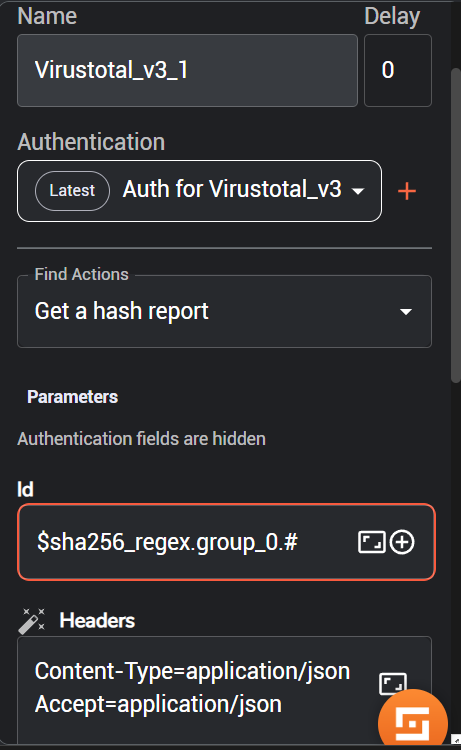 Name
Delay
Virustotal_v3_1
0
Authentication
Latest
Auth for Virustotal_v3
+
Find Actions
Get a hash report
Parameters
Authentication fields are hidden
Id
$sha256_regex.group_0.#
Headers
Content-Type=application/json
Accept=application/json